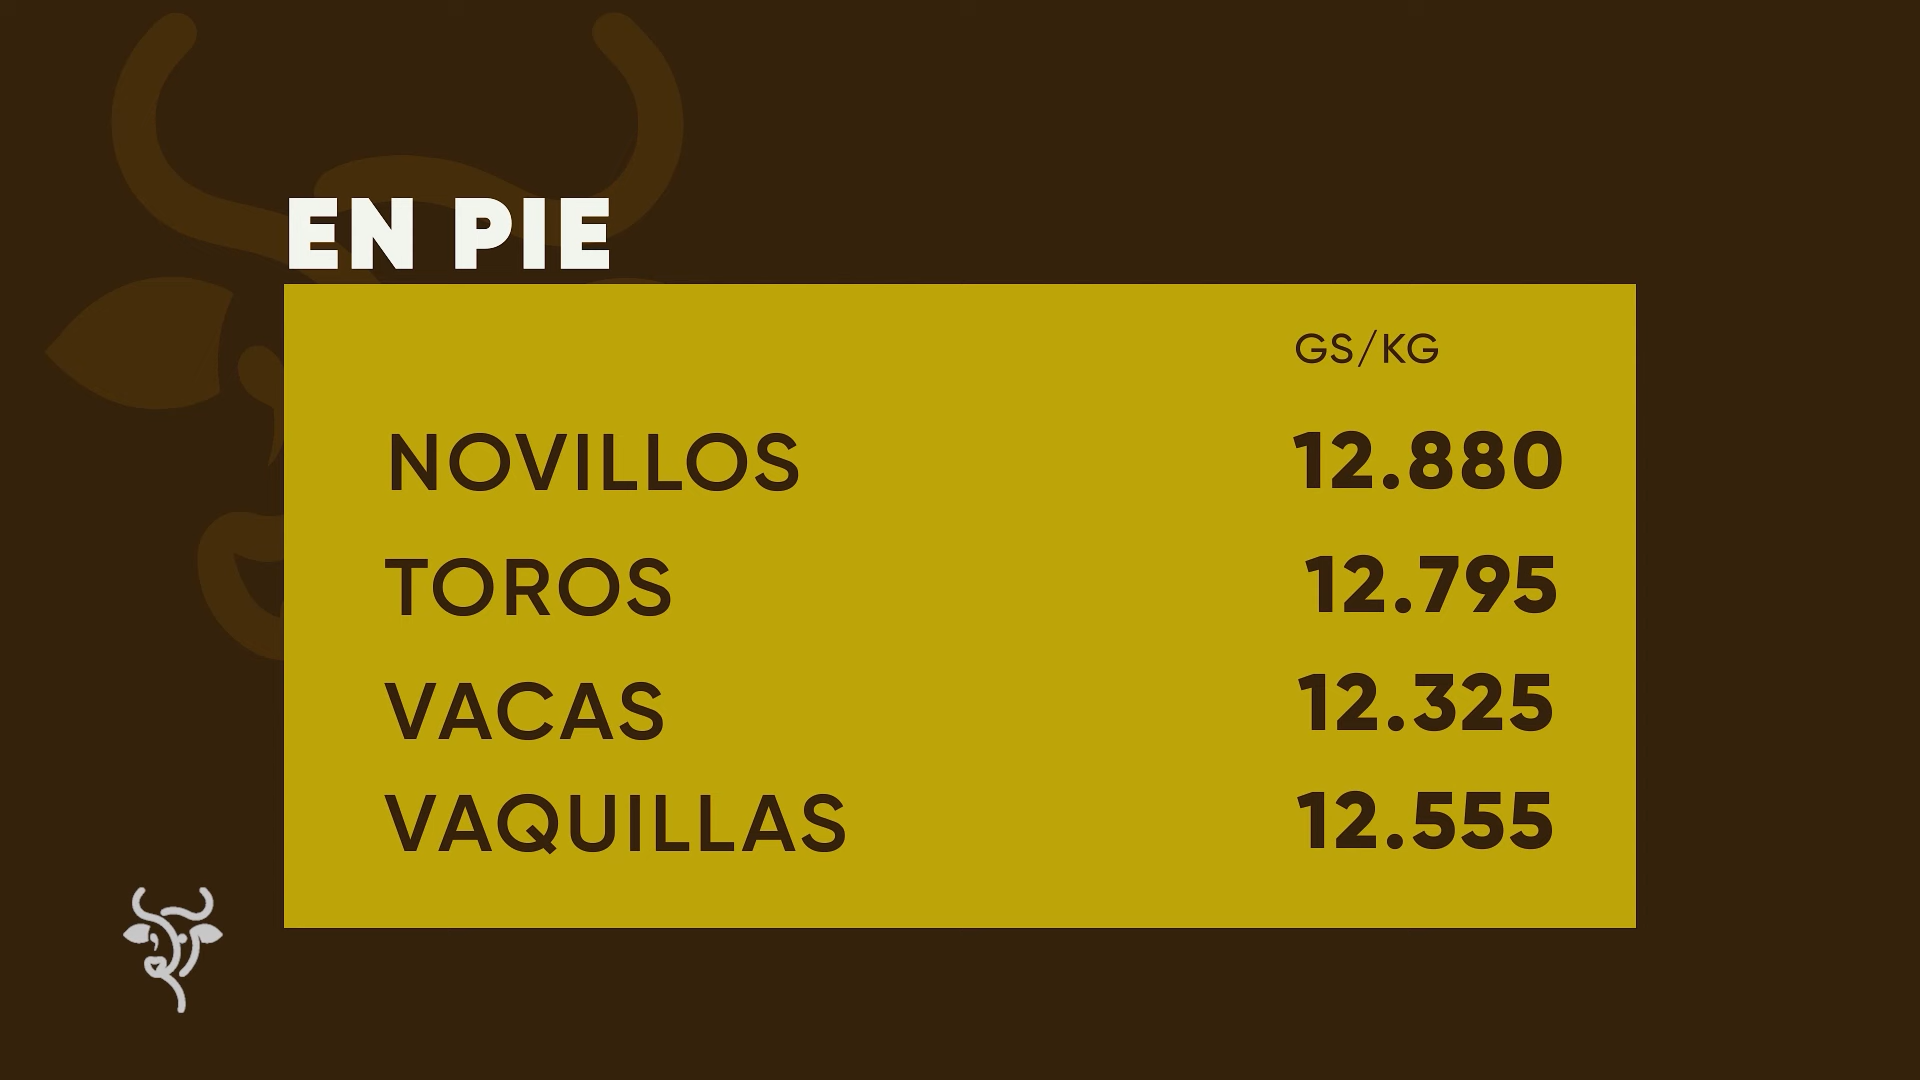 EN PIE
GS/KG
NOVILLOS 12.880
TOROS 12.795
VACAS 12.325
VAQUILLAS 12.555